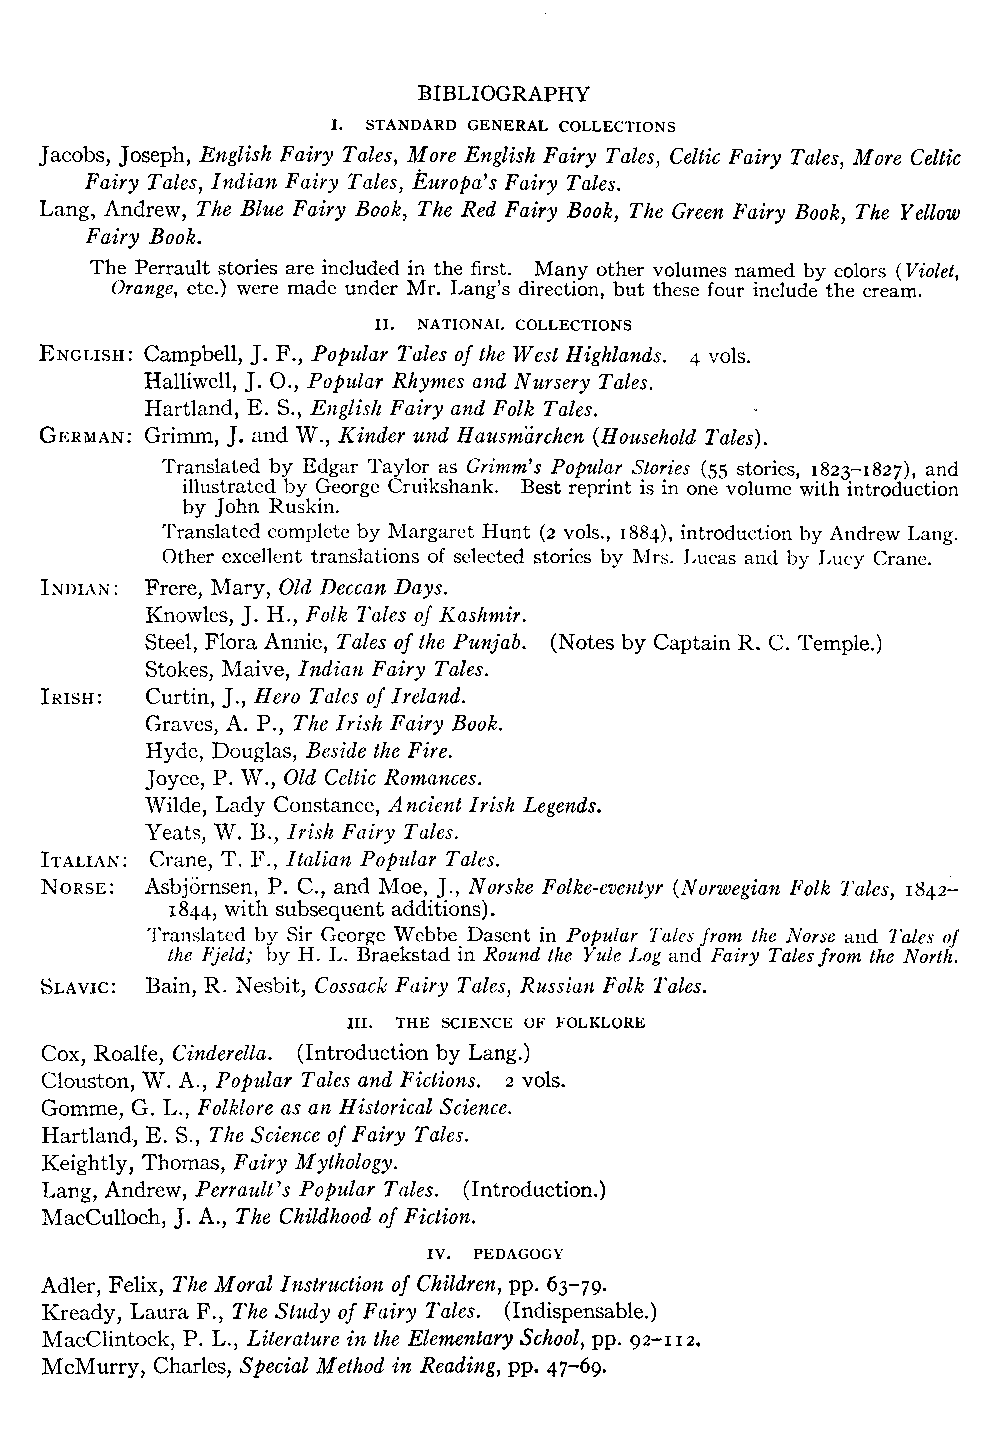 BIBLIOGRAPHY
I. STANDARD GENERAL COLLECTIONS
Jacobs, Joseph, English Fairy Tales, More English Fairy Tales, Celtic Fairy Tales, More Celtic
Fairy Tales, Indian Fairy Tales, Europa's Fairy Tales.
Lang, Andrew, The Blue Fairy Book, The Red Fairy Book, The Green Fairy Book, The Yellow
Fairy Book.
The Perrault stories are included in the first. Many other volumes named by colors (Violet,
Orange, etc.) were made under Mr. Lang's direction, but these four include the cream.
II. NATIONAL COLLECTIONS
ENGLISH: Campbell, J. F., Popular Tales of the West Highlands. 4 vols.
Halliwell, J. O., Popular Rhymes and Nursery Tales.
Hartland, E. S., English Fairy and Folk Tales.
GERMAN: Grimm, J. and W., Kinder und Hausmärchen (Household Tales).
Translated by Edgar Taylor as Grimm's Popular Stories (55 stories, 1823–1827), and
illustrated by George Cruikshank. Best reprint is in one volume with introduction
by John Ruskin.
Translated complete by Margaret Hunt (2 vols., 1884), introduction by Andrew Lang.
Other excellent translations of selected stories by Mrs. Lucas and by Lucy Crane.
INDIAN: Frere, Mary, Old Deccan Days.
Knowles, J. H., Folk Tales of Kashmir.
Steel, Flora Annie, Tales of the Punjab. (Notes by Captain R. C. Temple.)
Stokes, Maive, Indian Fairy Tales.
IRISH: Curtin, J., Hero Tales of Ireland.
Graves, A. P., The Irish Fairy Book.
Hyde, Douglas, Beside the Fire.
Joyce, P. W., Old Celtic Romances.
Wilde, Lady Constance, Ancient Irish Legends.
Yeats, W. B., Irish Fairy Tales.
ITALIAN: Crane, T. F., Italian Popular Tales.
NORSE: Asbjörnsen, P. C., and Moe, J., Norske Folke-eventyr (Norwegian Folk Tales, 1842–
1844, with subsequent additions).
Translated by Sir George Webbe Dasent in Popular Tales from the Norse and Tales of
the Fjeld; by H. L. Braekstad in Round the Yule Log and Fairy Tales from the North.
SLAVIC: Bain, R. Nesbit, Cossack Fairy Tales, Russian Folk Tales.
III. THE SCIENCE OF FOLKLORE
Cox, Roalfe, Cinderella. (Introduction by Lang.)
Clouston, W. A., Popular Tales and Fictions. 2 vols.
Gomme, G. L., Folklore as an Historical Science.
Hartland, E. S., The Science of Fairy Tales.
Keightly, Thomas, Fairy Mythology.
Lang, Andrew, Perrault's Popular Tales. (Introduction.)
MacCulloch, J. A., The Childhood of Fiction.
IV. PEDAGOGY
Adler, Felix, The Moral Instruction of Children, pp. 63–79.
Kready, Laura F., The Study of Fairy Tales. (Indispensable.)
MacClintock, P. L., Literature in the Elementary School, pp. 92–112.
McMurry, Charles, Special Method in Reading, pp. 47–69.